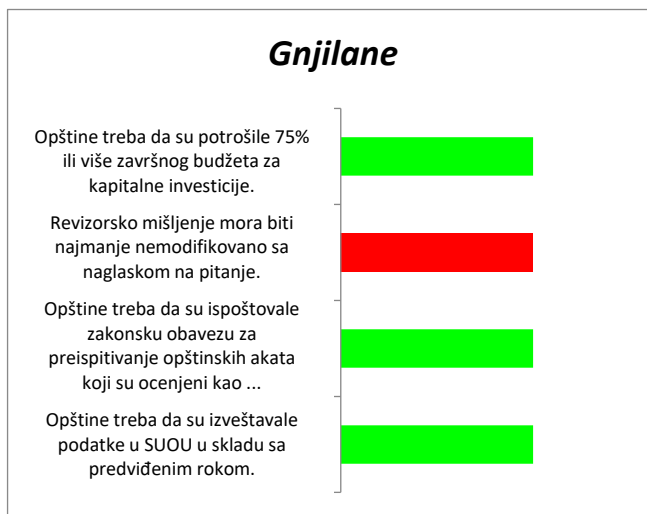 Gnjilane
Opštine treba da su potrošile 75%
ili više završnog budžeta za
kapitalne investicije.
Revizorsko mišljenje mora biti
najmanje nemodifikovano sa
naglaskom na pitanje.
Opštine treba da su ispoštovale
zakonsku obavezu za
preispitivanje opštinskih akata
koji su ocenjeni kao ...
Opštine treba da su izveštavale
podatke u SUOU u skladu sa
predviđenim rokom.